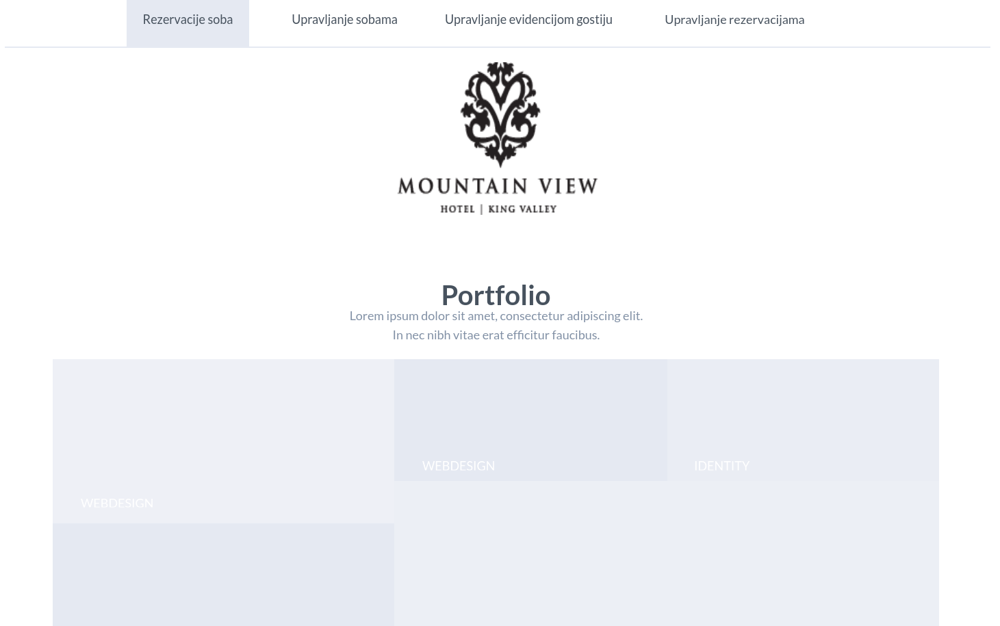 Rezervacije soba
Upravljanje sobama
Upravljanje evidencijom gostiju
Upravljanje rezervacijama
MOUNTAIN VIEW
HOTEL | KING VALLEY
Portfolio
Lorem ipsum dolor sit amet, consectetur adipiscing elit.
In nec nibh vitae erat efficitur faucibus.
WEBDESIGN
IDENTITY
WEBDESIGN